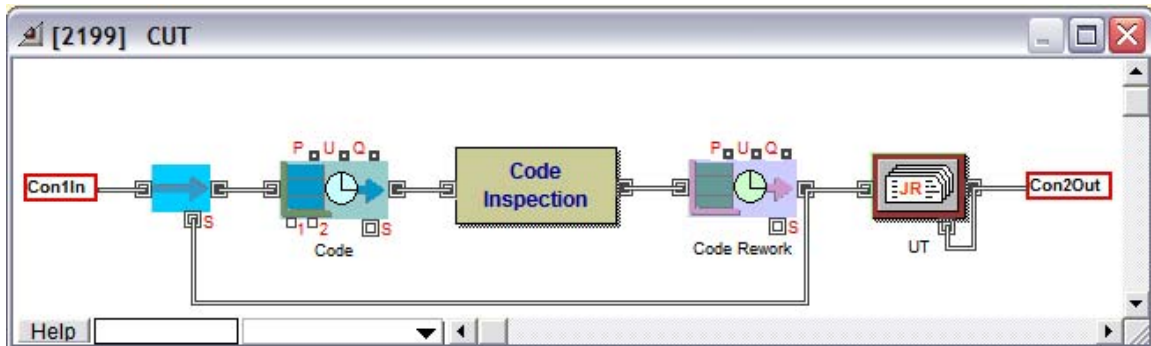 [2199] CUT
Con1In
S
P U Q
1 2 S
Code
Code
Inspection
P U Q
S
Code Rework
JR
UT
Con2Out
Help